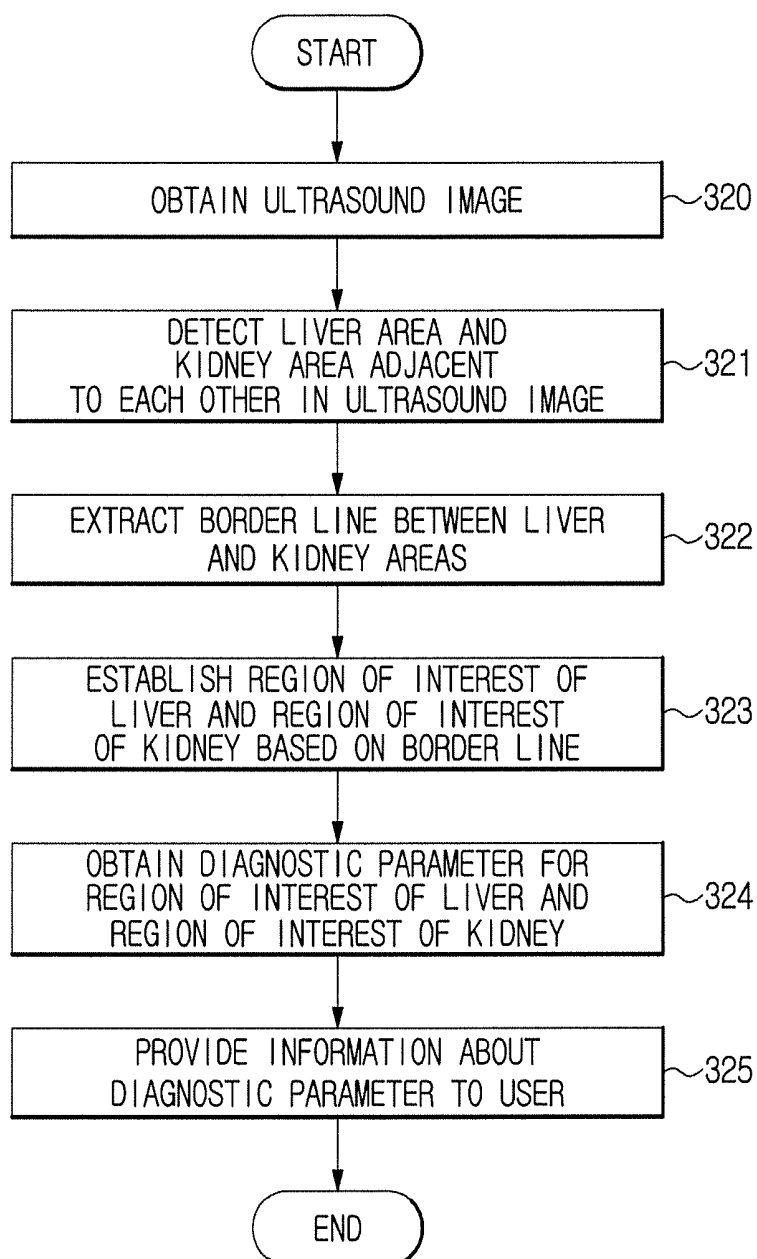 START
OBTAIN ULTRASOUND IMAGE
320
DETECT LIVER AREA AND
KIDNEY AREA ADJACENT
TO EACH OTHER IN ULTRASOUND IMAGE
321
EXTRACT BORDER LINE BETWEEN LIVER
AND KIDNEY AREAS
322
ESTABLISH REGION OF INTEREST OF
LIVER AND REGION OF INTEREST
OF KIDNEY BASED ON BORDER LINE
323
OBTAIN DIAGNOSTIC PARAMETER FOR
REGION OF INTEREST OF LIVER AND
REGION OF INTEREST OF KIDNEY
324
PROVIDE INFORMATION ABOUT
DIAGNOSTIC PARAMETER TO USER
325
END